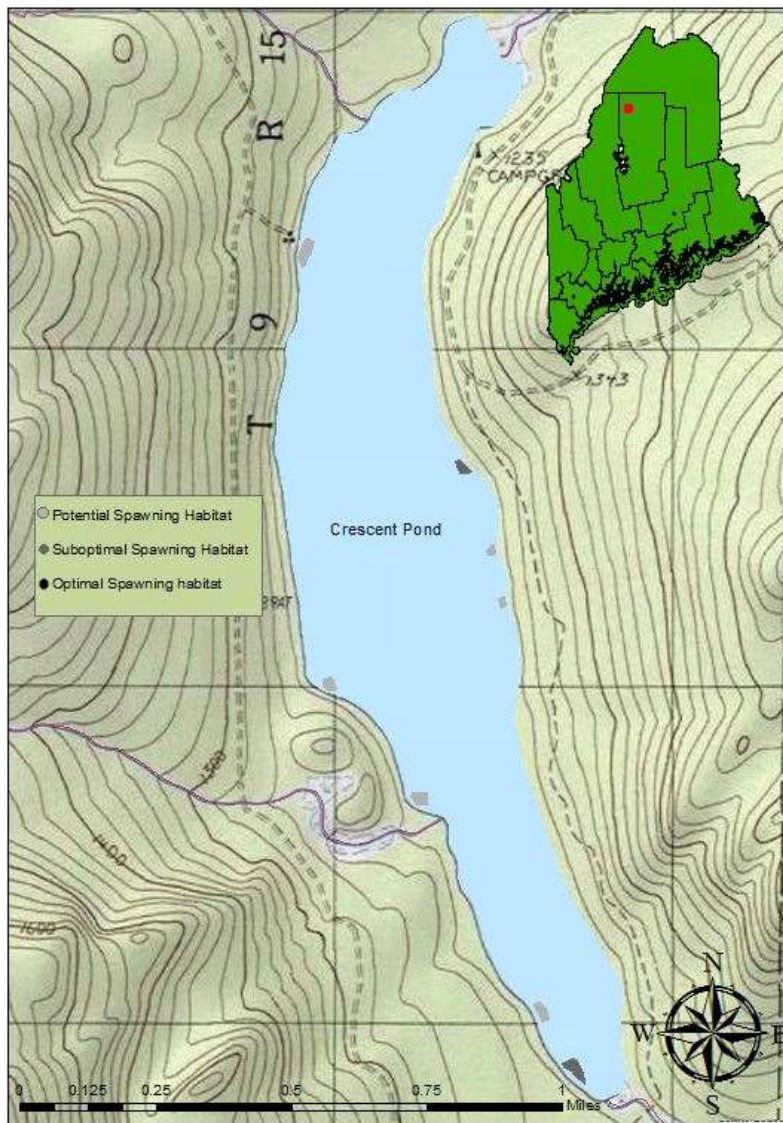 R 15
1235
CAMPGR
T 9
1343
Potential Spawning Habitat
Suboptimal Spawning Habitat
Optimal Spawning habitat
Crescent Pond
1300
1400
1600
N
W
E
S
0
0.125
0.25
0.5
0.75
1
Miles